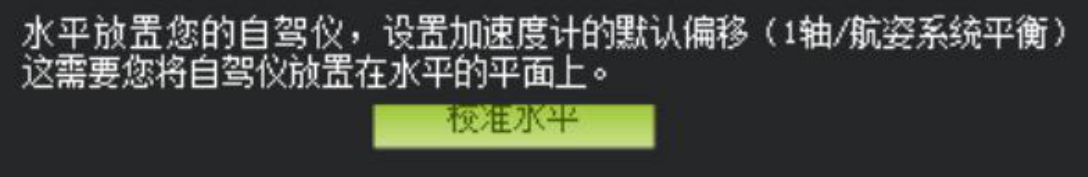 水平放置您的自驾仪，设置加速度计的默认偏移（1轴/航姿系统平衡）
这需要您将自驾仪放置在水平的平面上。
校准水平